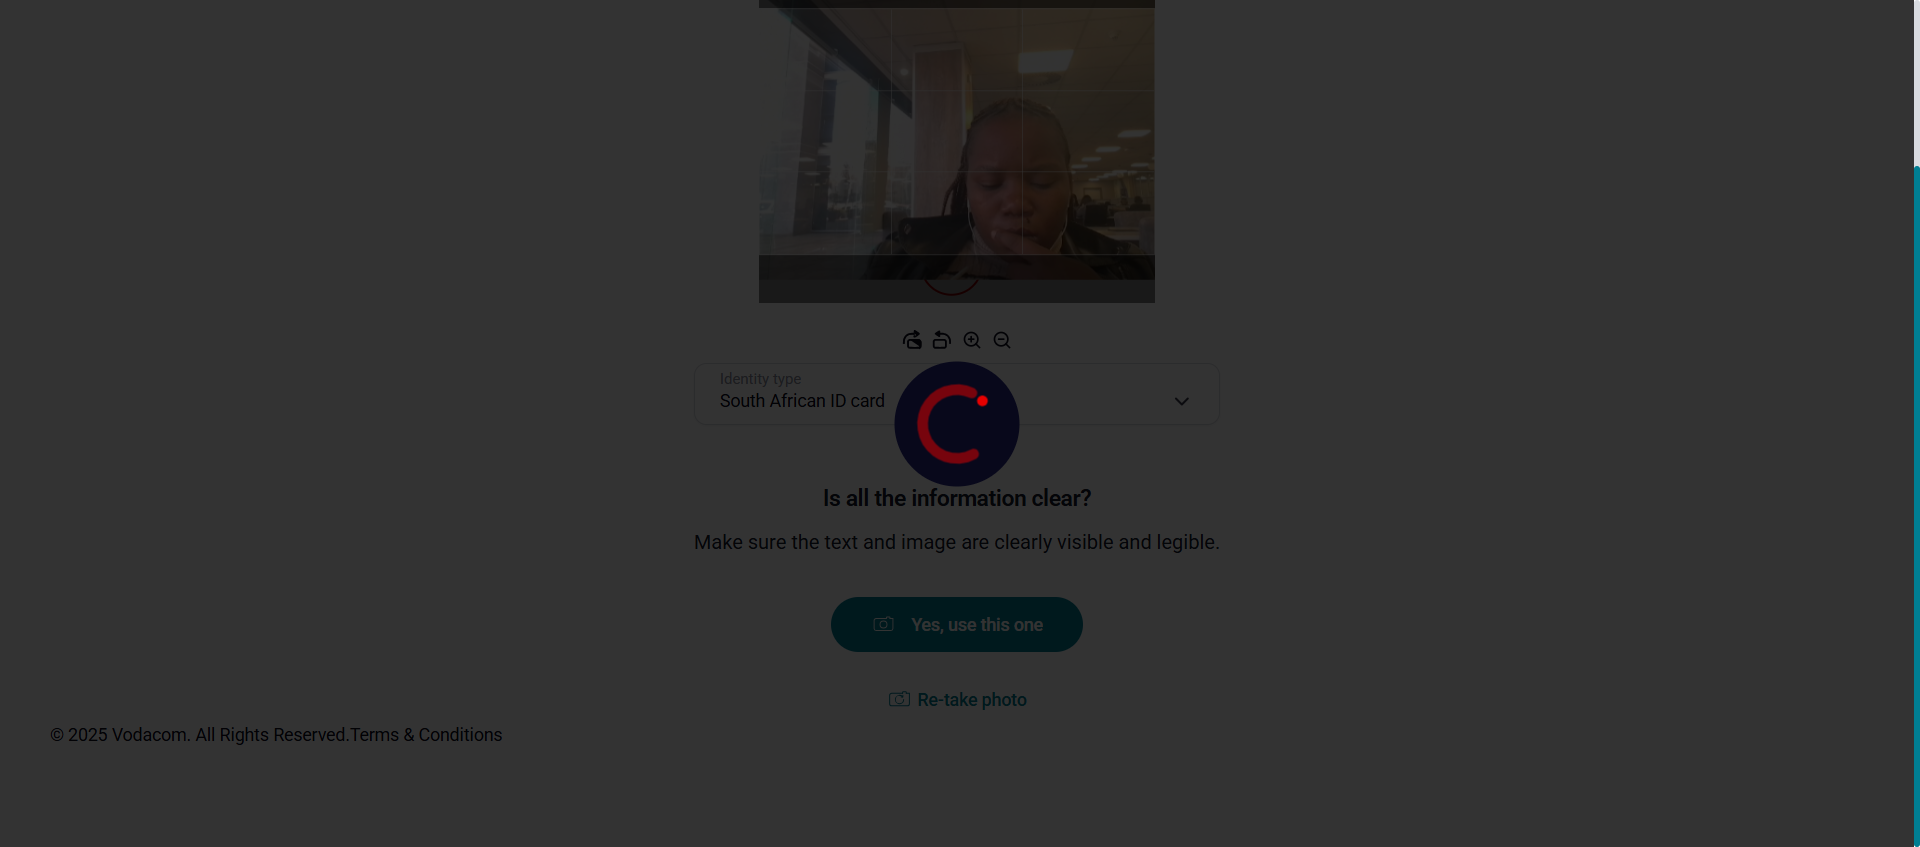 Identity type
South African ID card
Is all the information clear?
Make sure the text and image are clearly visible and legible.
Yes, use this one
Re-take photo
© 2025 Vodacom. All Rights Reserved.Terms & Conditions